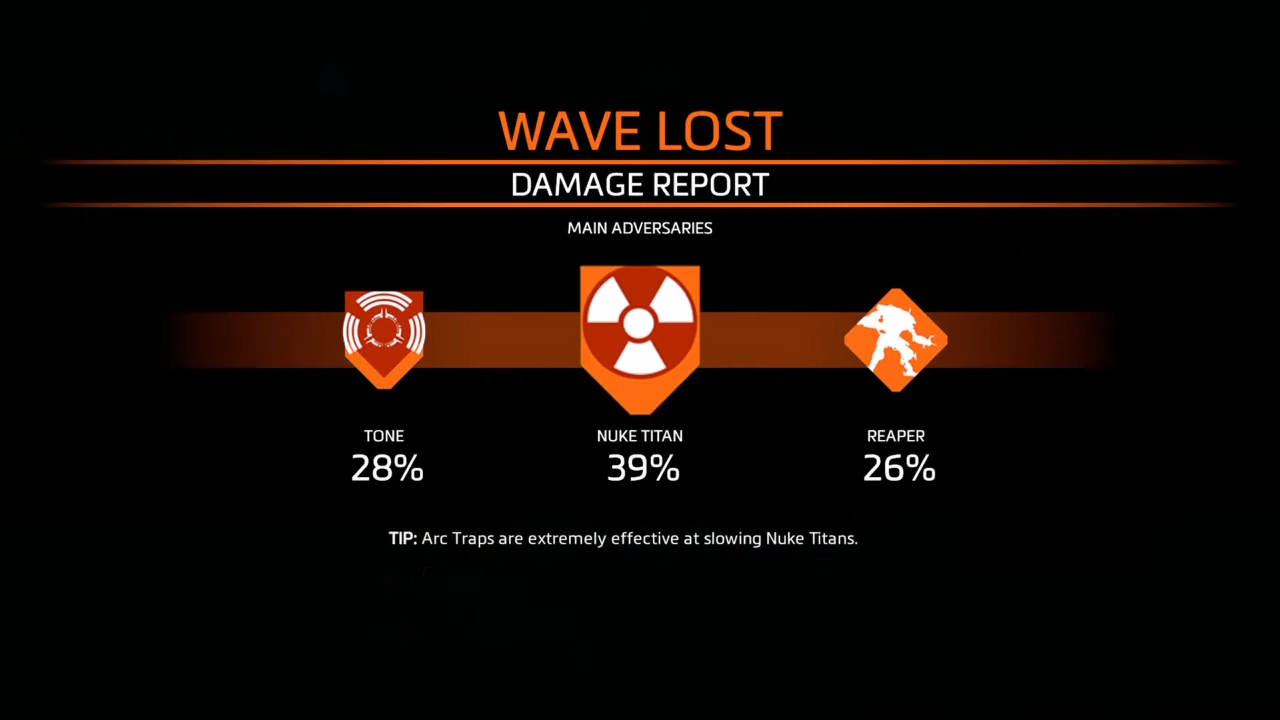 WAVE LOST
DAMAGE REPORT
MAIN ADVERSARIES
TONE
28%
NUKE TITAN
39%
REAPER
26%
TIP: Arc Traps are extremely effective at slowing Nuke Titans.